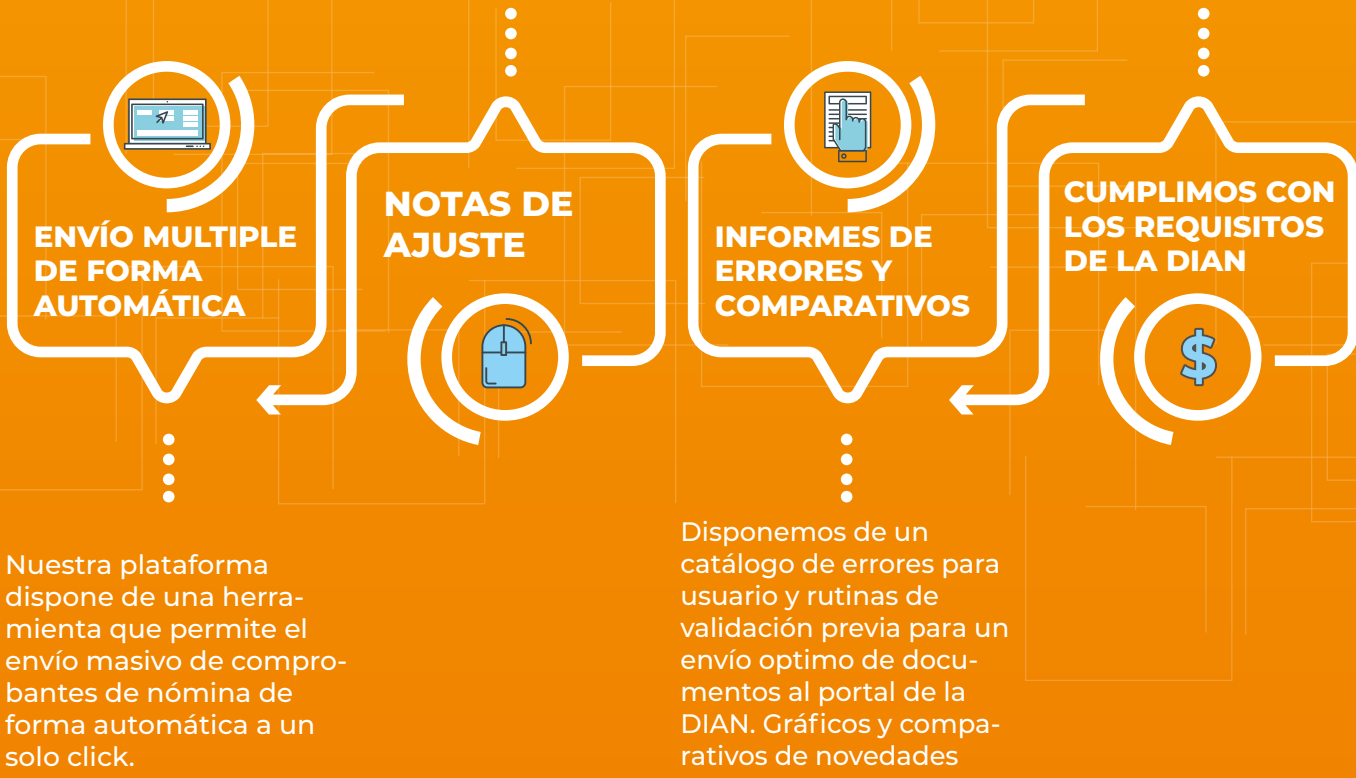 ENVÍO MULTIPLE
DE FORMA
AUTOMÁTICA
Nuestra plataforma
dispone de una herra-
mienta que permite el
envío masivo de compro-
bantes de nómina de
forma automática a un
solo click.
NOTAS DE
AJUSTE
INFORMES DE
ERRORES Y
COMPARATIVOS
Disponemos de un
catálogo de errores para
usuario y rutinas de
validación previa para un
envío optimo de docu-
mentos al portal de la
DIAN. Gráficos y compa-
rativos de novedades
CUMPLIMOS CON
LOS REQUISITOS
DE LA DIAN
$